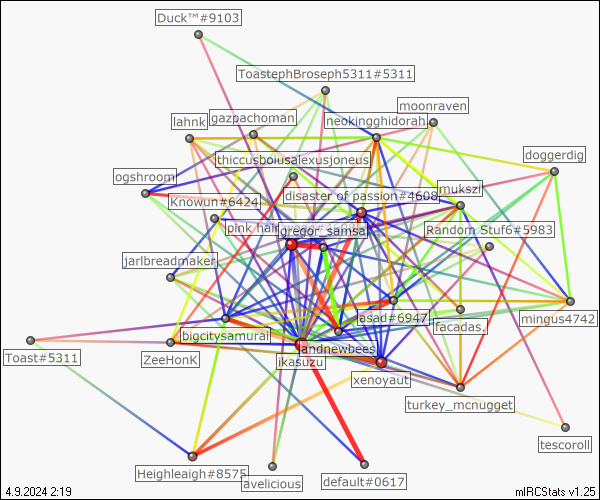 Duck™#9103
ToastephBroseph5311#5311
moonraven
lahnk
gazpachoman
neokingghidorah
thiccusboiusalexusjoneus
doggerdig
ogshroom
mukszi
Knowun#6424
disaster of passion#4608
pink hair
gregor_samsa
Random Stuf6#5983
jarlbreadmaker
asad#6947
mingus4742
facadas.
bigcitysamurai
andnewbees
Toast#5311
ZeeHonK
ikasuzu
xenoyaut
turkey_mcnugget
tescoroll
Heighleaigh#8575
avelicious
default#0617
4.9.2024 2:19
mIRCStats v1.25